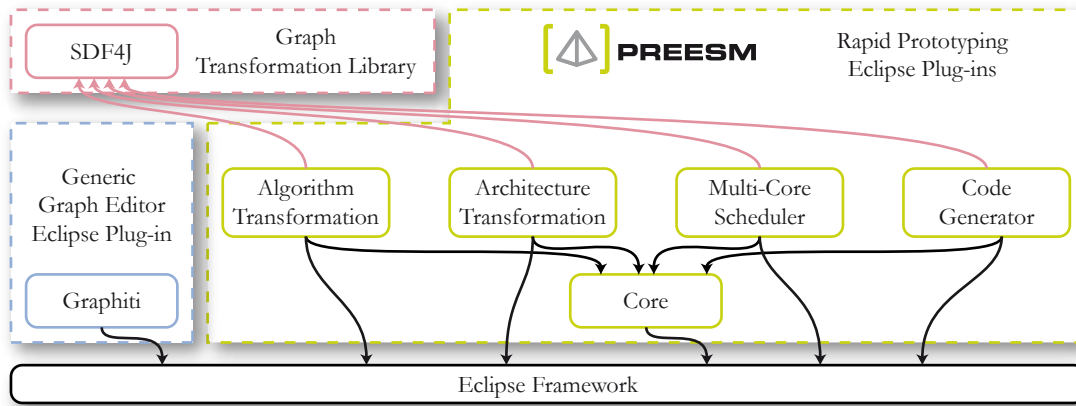 SDF4J
Graph
Transformation Library
PREESM
Rapid Prototyping
Eclipse Plug-ins
Generic
Graph Editor
Eclipse Plug-in
Graphiti
Algorithm
Transformation
Architecture
Transformation
Multi-Core
Scheduler
Code
Generator
Core
Eclipse Framework